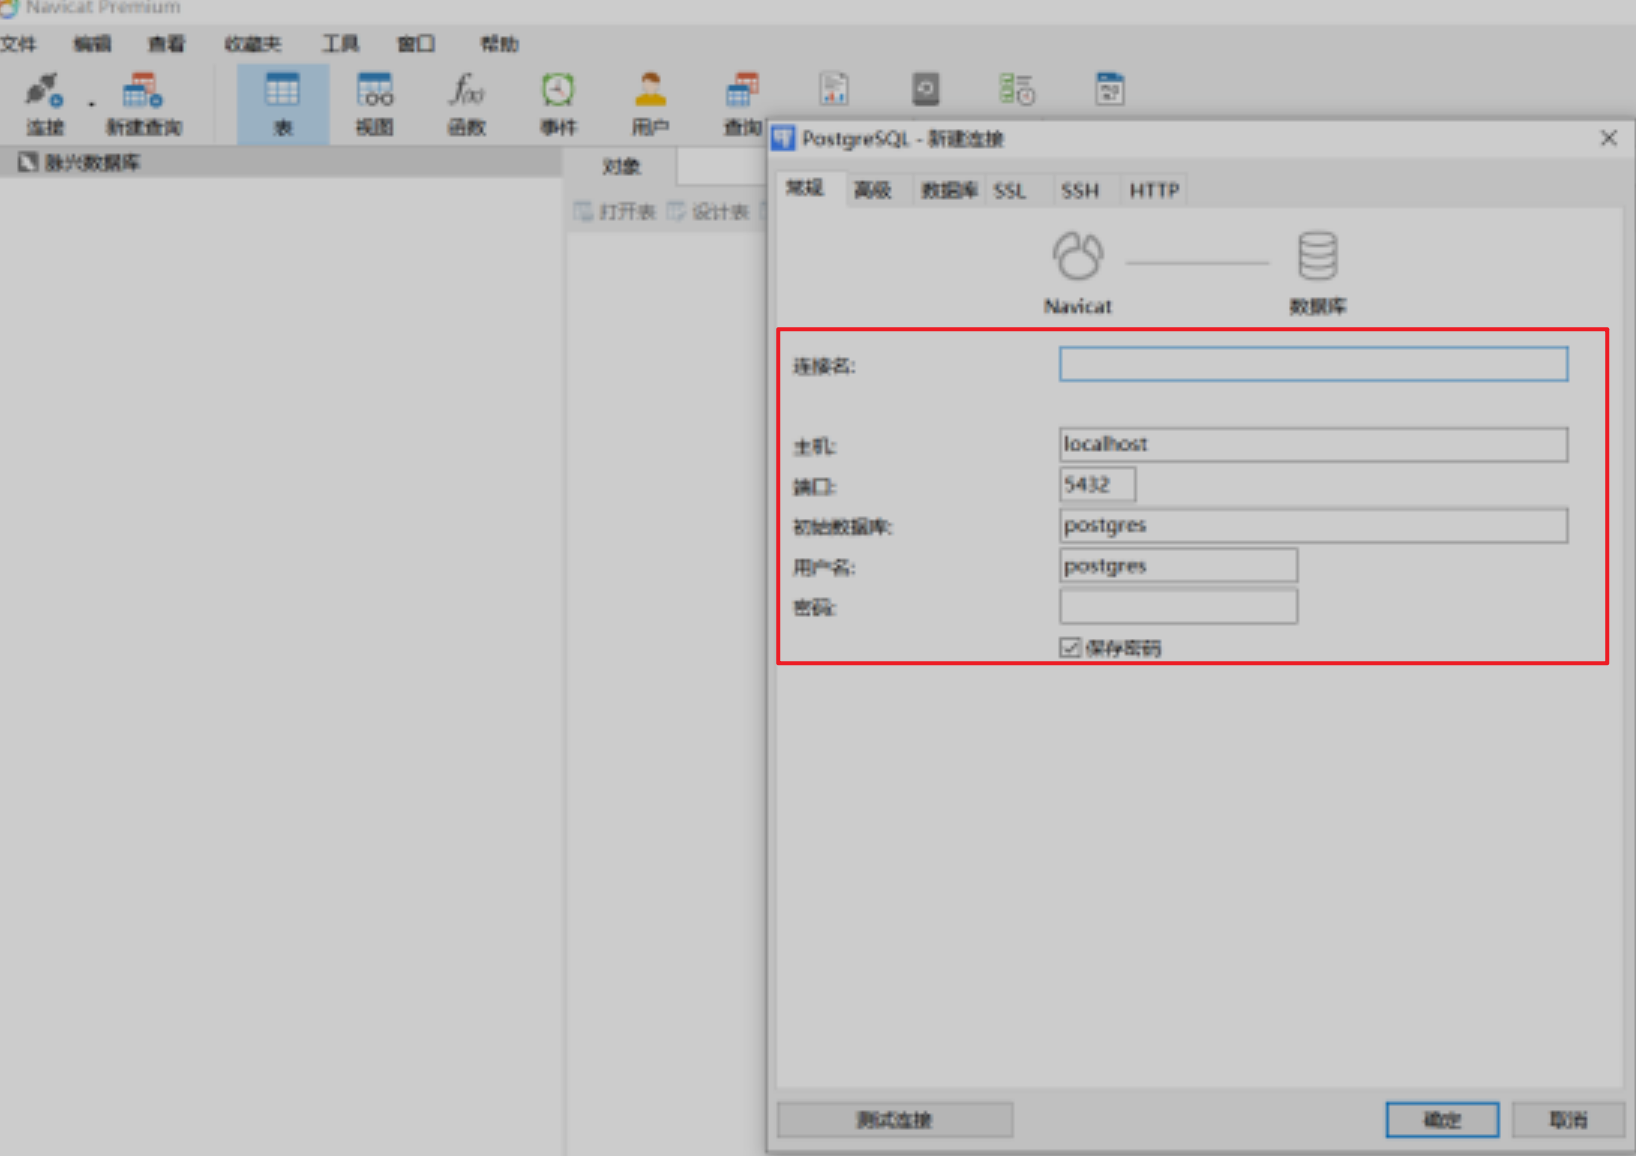 Navicat Premium
文件 编辑 查看 收藏夹 工具 窗口 帮助
连接 新建查询 表 视图 函数 事件 用户 查询
脉兴数据库
对象
打开表 设计表
PostgreSQL - 新建连接
常规 高级 数据库 SSL SSH HTTP
Navicat 数据库
连接名:
主机: localhost
端口: 5432
初始数据库: postgres
用户名: postgres
密码:
保存密码
测试连接 确定 取消